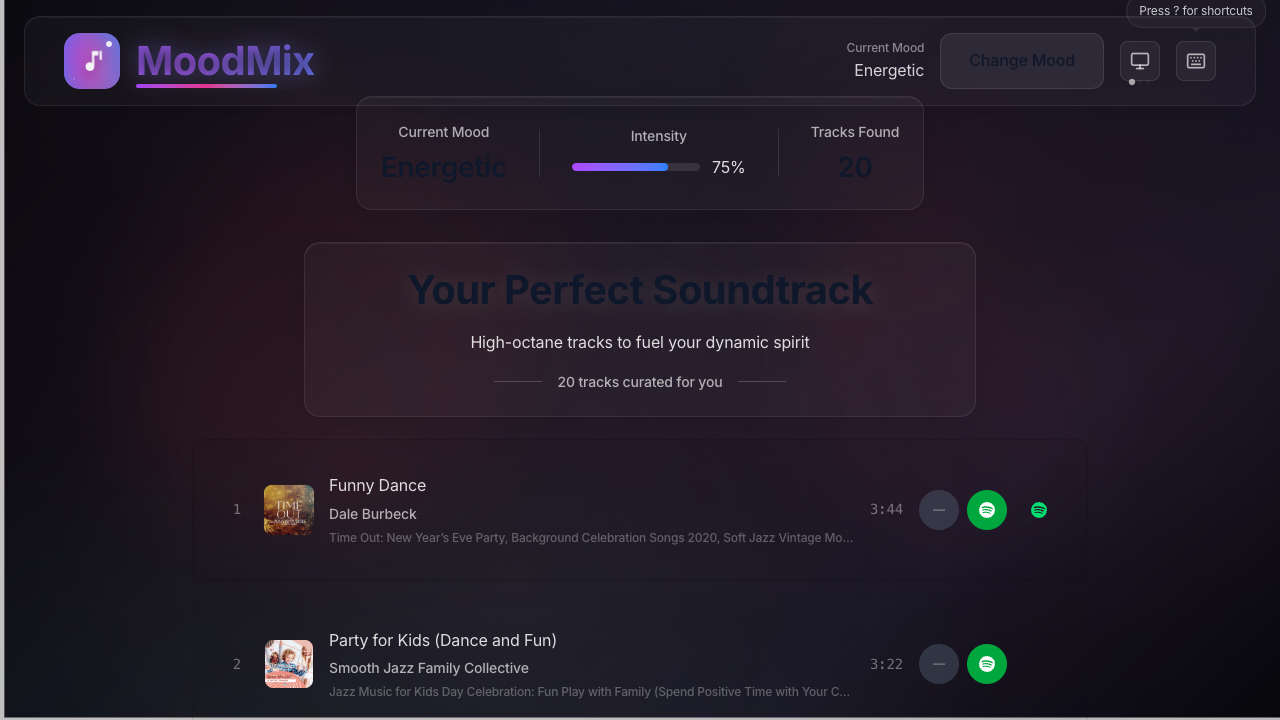 Press ? for shortcuts
MoodMix
Current Mood
Energetic
Change Mood
Current Mood
Energetic
Intensity
75%
Tracks Found
20
Your Perfect Soundtrack
High-octane tracks to fuel your dynamic spirit
20 tracks curated for you
1
TIME OUT
Funny Dance
Dale Burbeck
Time Out: New Year's Eve Party, Background Celebration Songs 2020, Soft Jazz Vintage Mo...
3:44
2
Party for Kids (Dance and Fun)
Smooth Jazz Family Collective
Jazz Music for Kids Day Celebration: Fun Play with Family (Spend Positive Time with Your C...
3:22